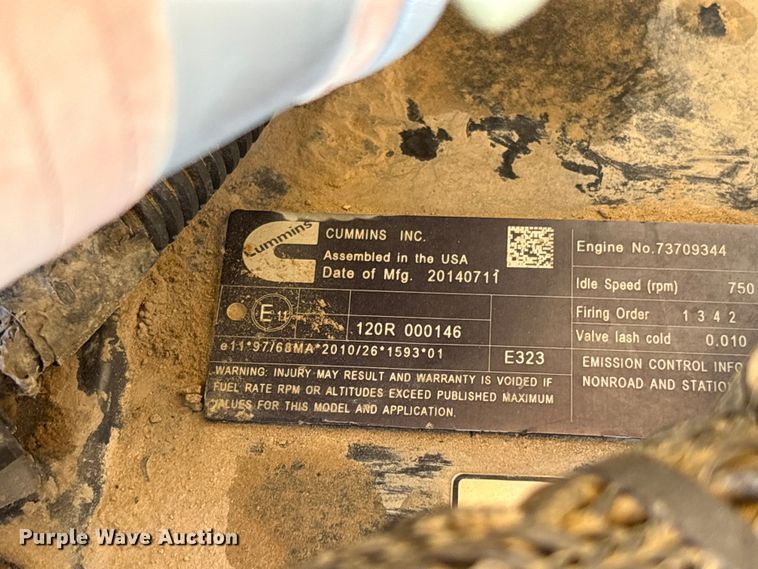 Cummins
CUMMINS INC.
Assembled in the USA
Date of Mfg. 20140711
Engine No.73709344
Idle Speed (rpm) 750
Firing Order 1 3 4 2
Valve lash cold 0.010
E 11
120R 000146
e11*97/68MA*2010/26*1593*01
E323
EMISSION CONTROL INFO
NONROAD AND
WARNING: INJURY MAY RESULT AND WARRANTY IS VOIDED IF
FUEL RATE RPM OR ALTITUDES EXCEED PUBLISHED MAXIMUM
VALUES FOR THIS MODEL AND APPLICATION.
Purple Wave Auction